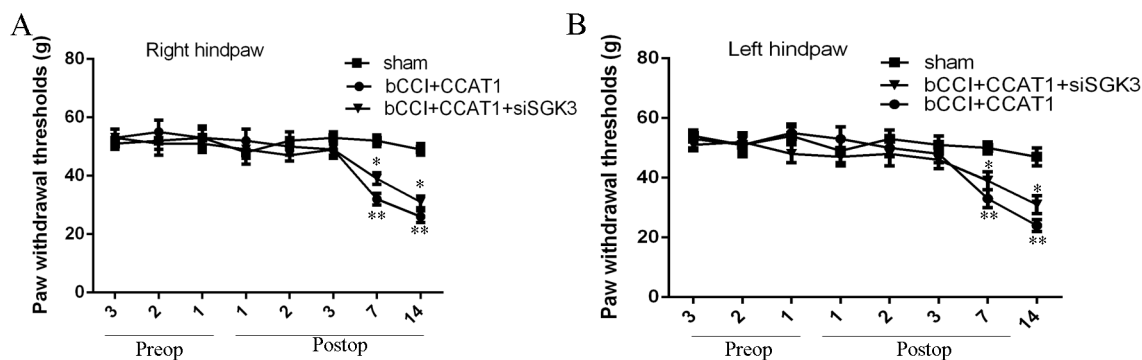 A
Right hindpaw
Paw withdrawal thresholds (g)
80
60
40
20
0
sham
bCCI+CCAT1
bCCI+CCAT1+siSGK3
*
*
**
**
3 2 1 1 2 3 7 14
Preop Postop
B
Left hindpaw
Paw withdrawal thresholds (g)
80
60
40
20
0
sham
bCCI+CCAT1+siSGK3
bCCI+CCAT1
*
*
**
**
3 2 1 1 2 3 7 14
Preop Postop